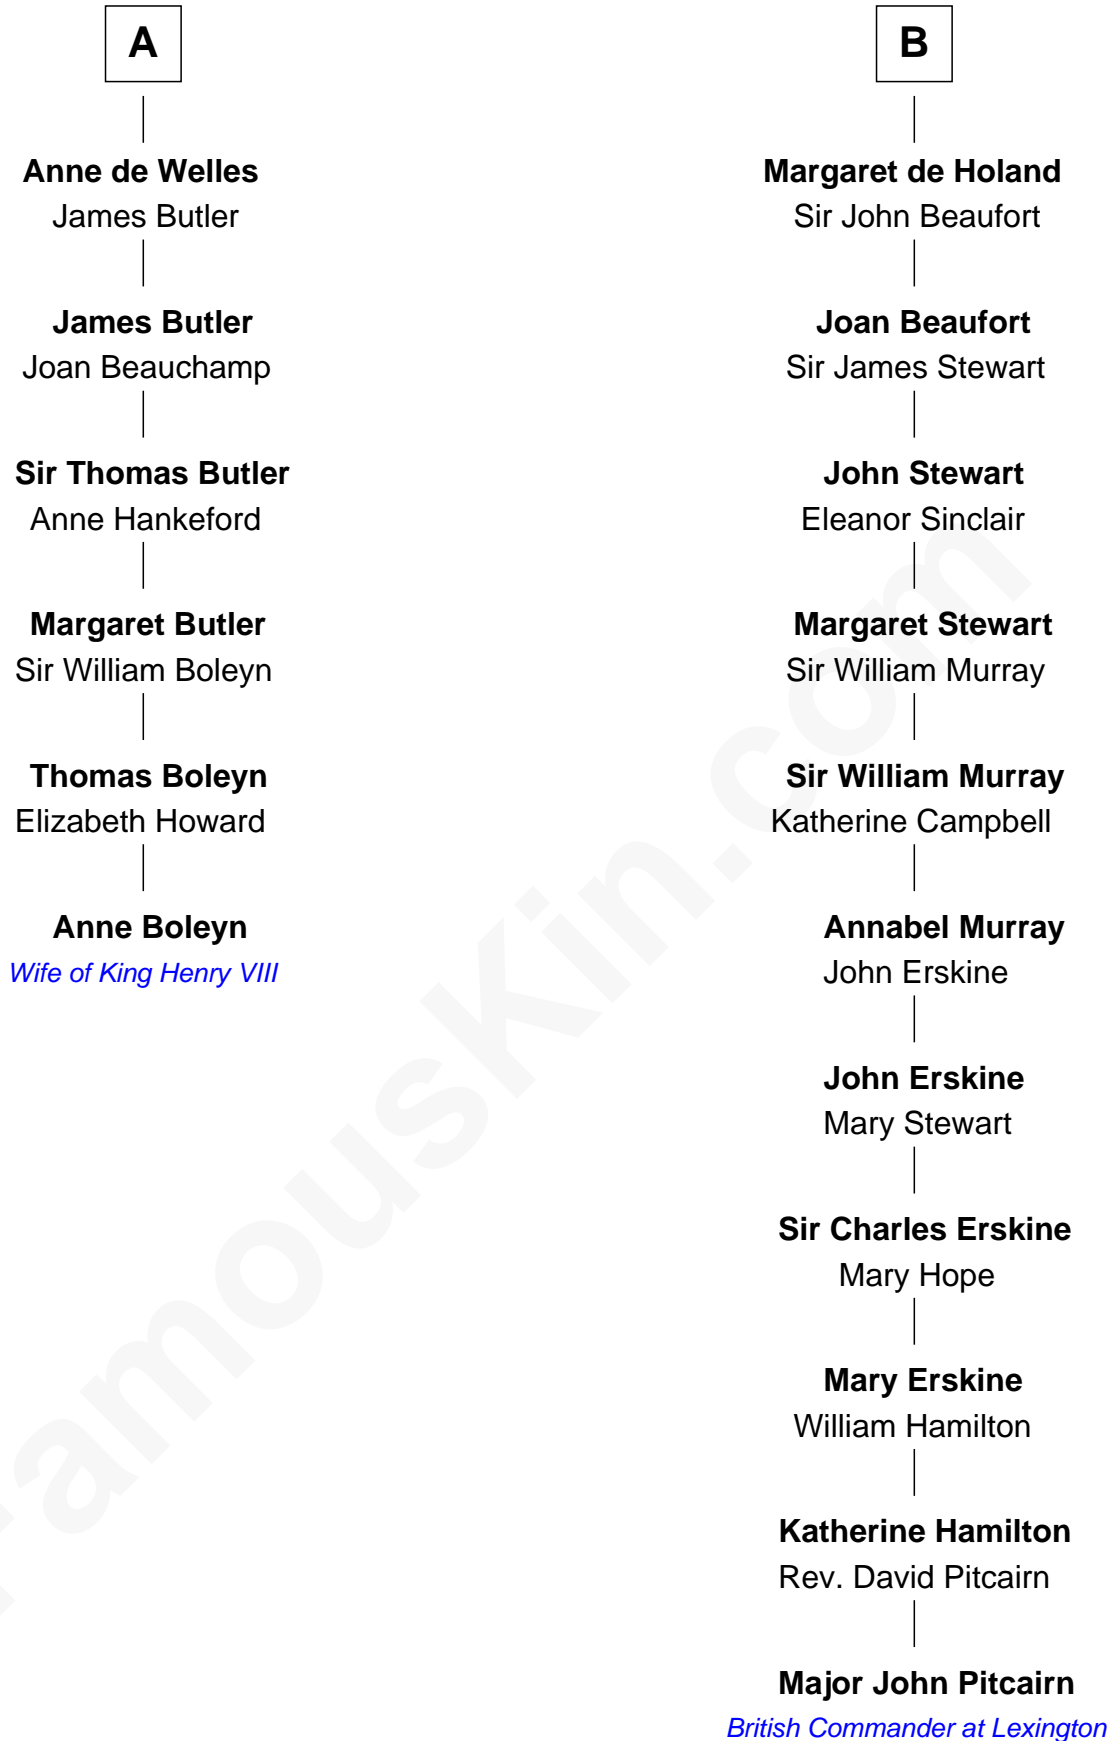 A
Anne de Welles
James Butler
James Butler
Joan Beauchamp
Sir Thomas Butler
Anne Hankeford
Margaret Butler
Sir William Boleyn
Thomas Boleyn
Elizabeth Howard
Anne Boleyn
Wife of King Henry VIII
B
Margaret de Holand
Sir John Beaufort
Joan Beaufort
Sir James Stewart
John Stewart
Eleanor Sinclair
Margaret Stewart
Sir William Murray
Sir William Murray
Katherine Campbell
Annabel Murray
John Erskine
John Erskine
Mary Stewart
Sir Charles Erskine
Mary Hope
Mary Erskine
William Hamilton
Katherine Hamilton
Rev. David Pitcairn
Major John Pitcairn
British Commander at Lexington
FamousKin.com